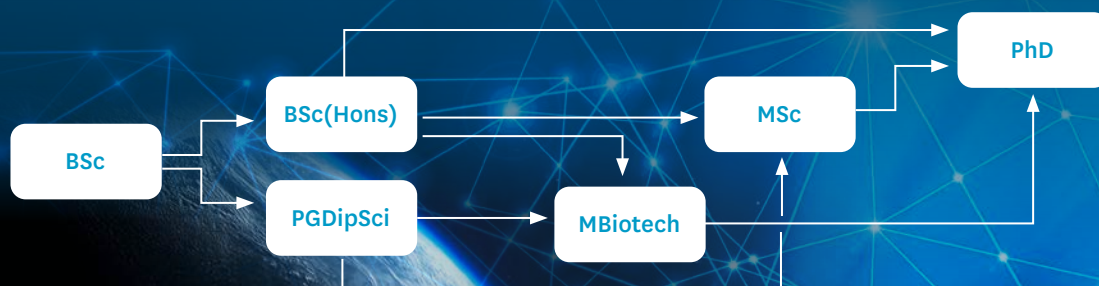 PhD
BSc(Hons)
MSc
BSc
PGDipSci
MBiotech